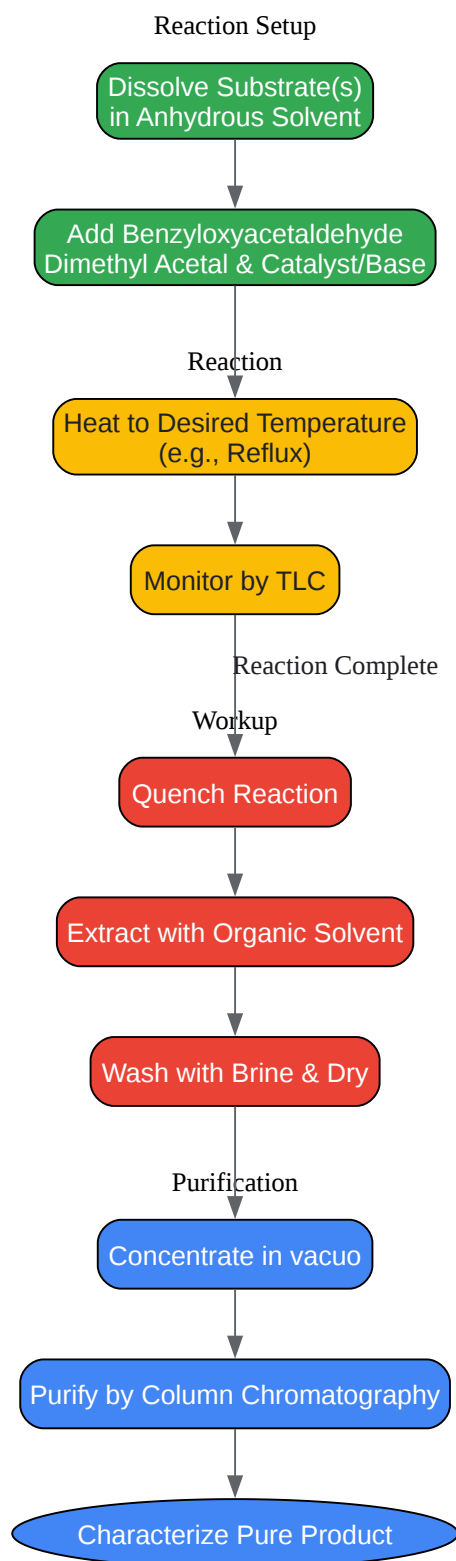 Reaction Setup
Dissolve Substrate(s)
in Anhydrous Solvent
Add Benzyloxyacetaldehyde
Dimethyl Acetal & Catalyst/Base
Reaction
Heat to Desired Temperature
(e.g., Reflux)
Monitor by TLC
Reaction Complete
Workup
Quench Reaction
Extract with Organic Solvent
Wash with Brine & Dry
Purification
Concentrate in vacuo
Purify by Column Chromatography
Characterize Pure Product